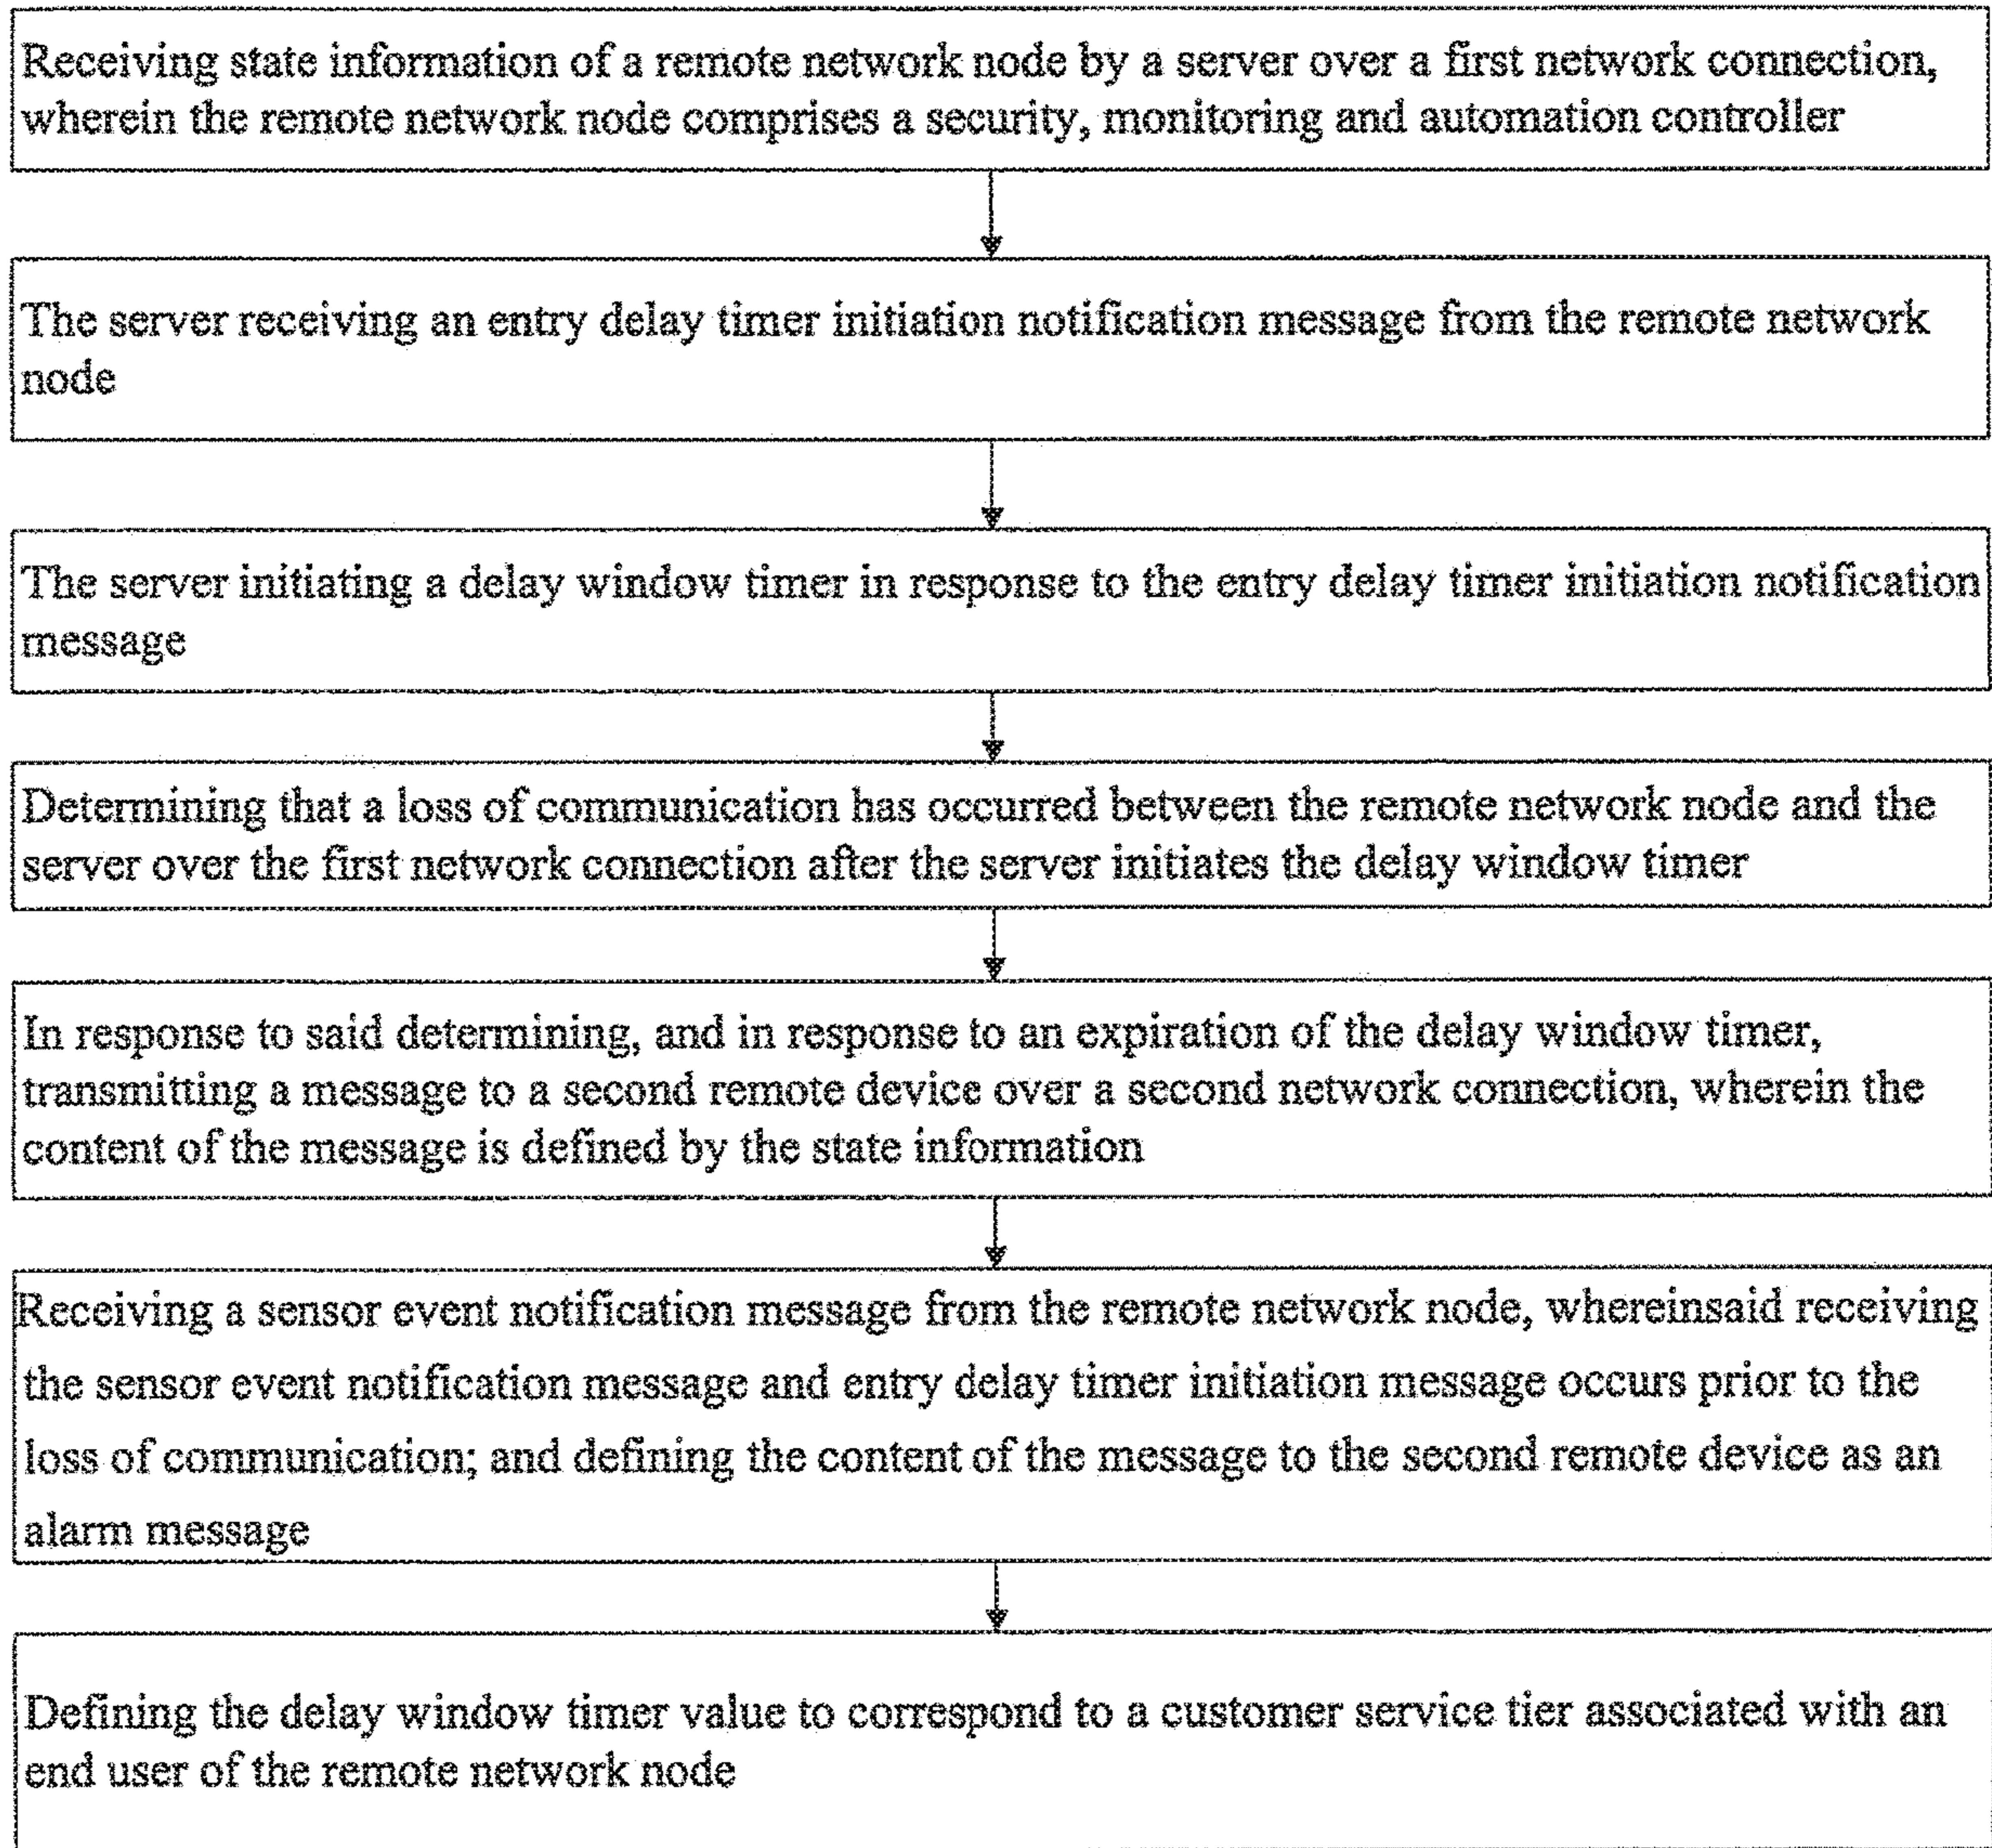 Receiving state information of a remote network node by a server over a first network connection,
wherein the remote network node comprises a security, monitoring and automation controller
The server receiving an entry delay timer initiation notification message from the remote network
node
The server initiating a delay window timer in response to the entry delay timer initiation notification
message
Determining that a loss of communication has occurred between the remote network node and the
server over the first network connection after the server initiates the delay window timer
In response to said determining, and in response to an expiration of the delay window timer,
transmitting a message to a second remote device over a second network connection, wherein the
content of the message is defined by the state information
Receiving a sensor event notification message from the remote network node, whereinsaid receiving
the sensor event notification message and entry delay timer initiation message occurs prior to the
loss of communication; and defining the content of the message to the second remote device as an
alarm message
Defining the delay window timer value to correspond to a customer service tier associated with an
end user of the remote network node